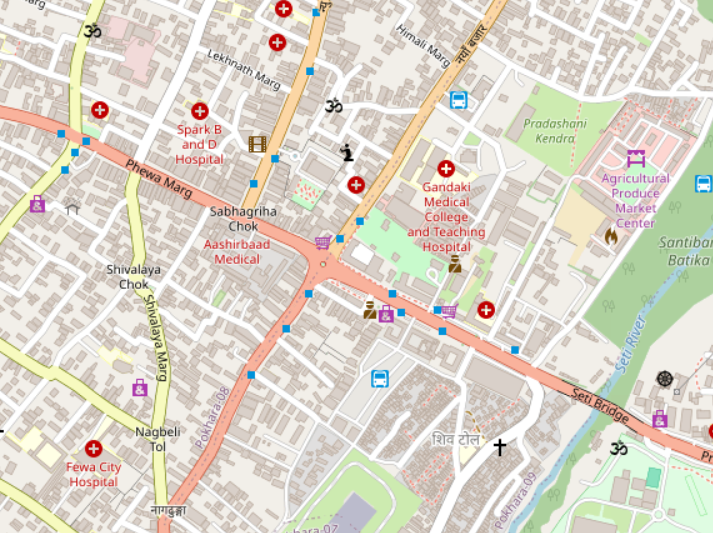 Lekhnath Marg
Himali Marg
नयाँ बजार
Spark B
and D
Hospital
Pradashani
Kendra
Agricultural
Produce
Market
Center
Phewa Marg
Gandaki
Medical
College
and Teaching
Hospital
Sabhagriha
Chok
Aashirbaad
Medical
Santiban
Batika
Shivalaya
Chok
Shivalaya Marg
Seti River
Pokhara-08
Seti Bridge
Nagbeli
Tol
शिव टोल
Fewa City
Hospital
Pokhara-09
नागढुङ्गा